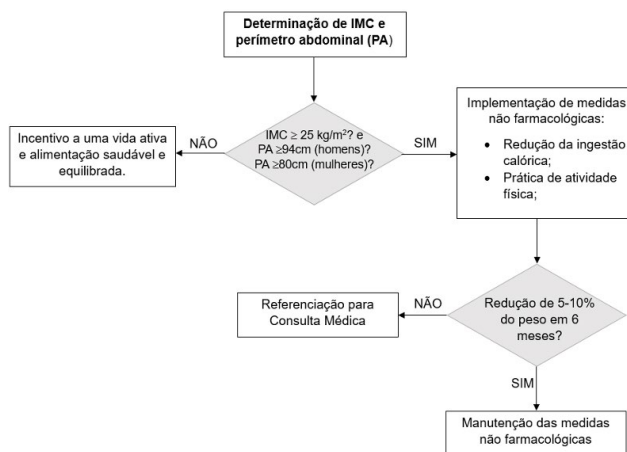 Determinação de IMC e
perímetro abdominal (PA)
IMC ≥ 25 kg/m²? e
PA ≥94cm (homens)?
PA ≥80cm (mulheres)?
NÃO
SIM
Incentivo a uma vida ativa
e alimentação saudável e
equilibrada.
Implementação de medidas
não farmacológicas:
• Redução da ingestão
calórica;
• Prática de atividade
física;
Redução de 5-10%
do peso em 6
meses?
NÃO
Referenciação para
Consulta Médica
SIM
Manutenção das medidas
não farmacológicas